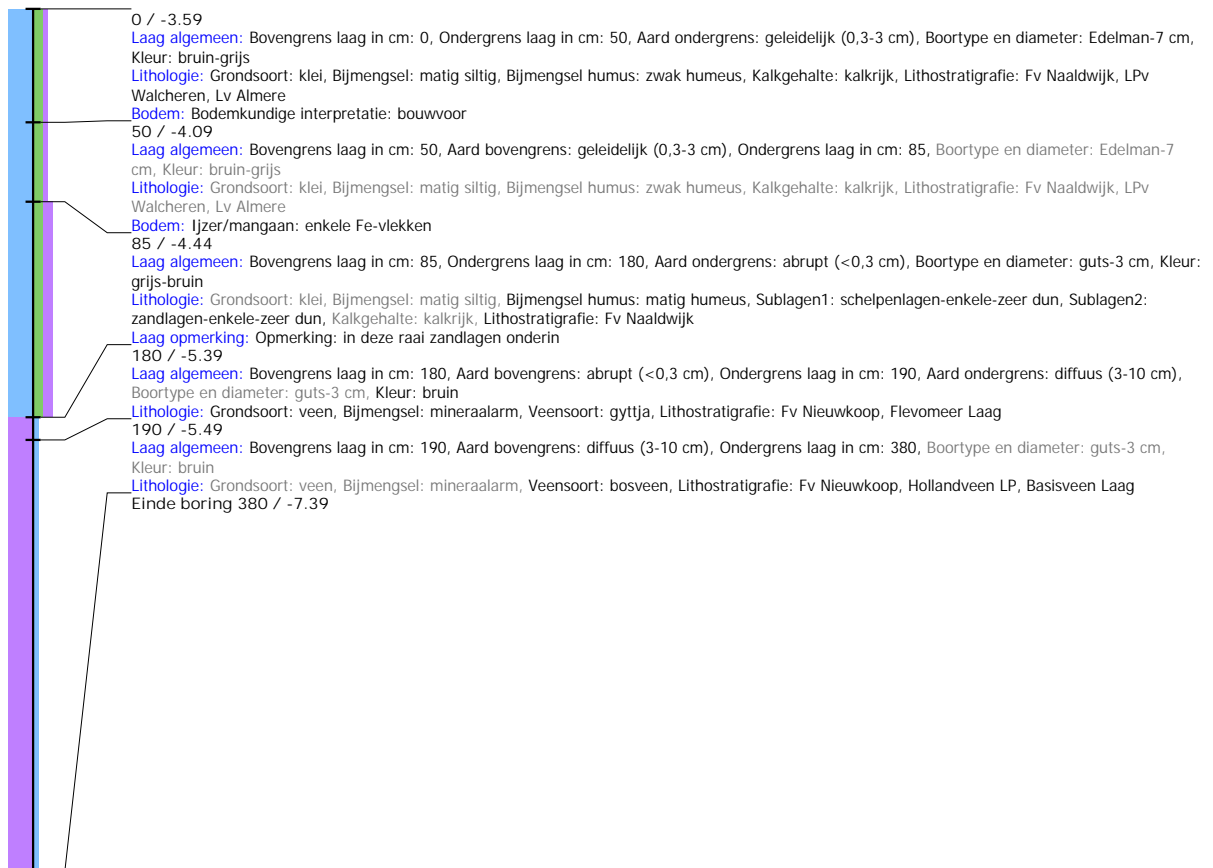 0 / -3.59
Laag algemeen: Bovengrens laag in cm: 0, Ondergrens laag in cm: 50, Aard ondergrens: geleidelijk (0,3-3 cm), Boortype en diameter: Edelman-7 cm,
Kleur: bruin-grijs
Lithologie: Grondsoort: klei, Bijmengsel: matig siltig, Bijmengsel humus: zwak humeus, Kalkgehalte: kalkrijk, Lithostratigrafie: Fv Naaldwijk, LPv
Walcheren, Lv Almere
Bodem: Bodemkundige interpretatie: bouwvoor
50 / -4.09
Laag algemeen: Bovengrens laag in cm: 50, Aard bovengrens: geleidelijk (0,3-3 cm), Ondergrens laag in cm: 85, Boortype en diameter: Edelman-7
cm, Kleur: bruin-grijs
Lithologie: Grondsoort: klei, Bijmengsel: matig siltig, Bijmengsel humus: zwak humeus, Kalkgehalte: kalkrijk, Lithostratigrafie: Fv Naaldwijk, LPv
Walcheren, Lv Almere
Bodem: Ijzer/mangaan: enkele Fe-vlekken
85 / -4.44
Laag algemeen: Bovengrens laag in cm: 85, Ondergrens laag in cm: 180, Aard ondergrens: abrupt (<0,3 cm), Boortype en diameter: guts-3 cm, Kleur:
grijs-bruin
Lithologie: Grondsoort: klei, Bijmengsel: matig siltig, Bijmengsel humus: matig humeus, Sublagen1: schelpenlagen-enkele-zeer dun, Sublagen2:
zandlagen-enkele-zeer dun, Kalkgehalte: kalkrijk, Lithostratigrafie: Fv Naaldwijk
Laag opmerking: Opmerking: in deze raai zandlagen onderin
180 / -5.39
Laag algemeen: Bovengrens laag in cm: 180, Aard bovengrens: abrupt (<0,3 cm), Ondergrens laag in cm: 190, Aard ondergrens: diffuus (3-10 cm),
Boortype en diameter: guts-3 cm, Kleur: bruin
Lithologie: Grondsoort: veen, Bijmengsel: mineraalarm, Veensoort: gyttja, Lithostratigrafie: Fv Nieuwkoop, Flevomeer Laag
190 / -5.49
Laag algemeen: Bovengrens laag in cm: 190, Aard bovengrens: diffuus (3-10 cm), Ondergrens laag in cm: 380, Boortype en diameter: guts-3 cm,
Kleur: bruin
Lithologie: Grondsoort: veen, Bijmengsel: mineraalarm, Veensoort: bosveen, Lithostratigrafie: Fv Nieuwkoop, Hollandveen LP, Basisveen Laag
Einde boring 380 / -7.39